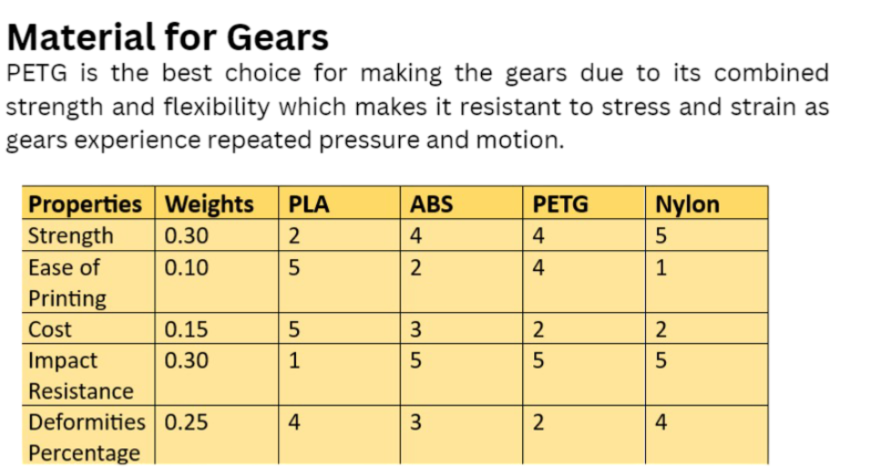 Material for Gears
PETG is the best choice for making the gears due to its combined
strength and flexibility which makes it resistant to stress and strain as
gears experience repeated pressure and motion.
Properties Weights PLA ABS PETG Nylon
Strength 0.30 2 4 4 5
Ease of 0.10 5 2 4 1
Printing
Cost 0.15 5 3 2 2
Impact 0.30 1 5 5 5
Resistance
Deformities 0.25 4 3 2 4
Percentage